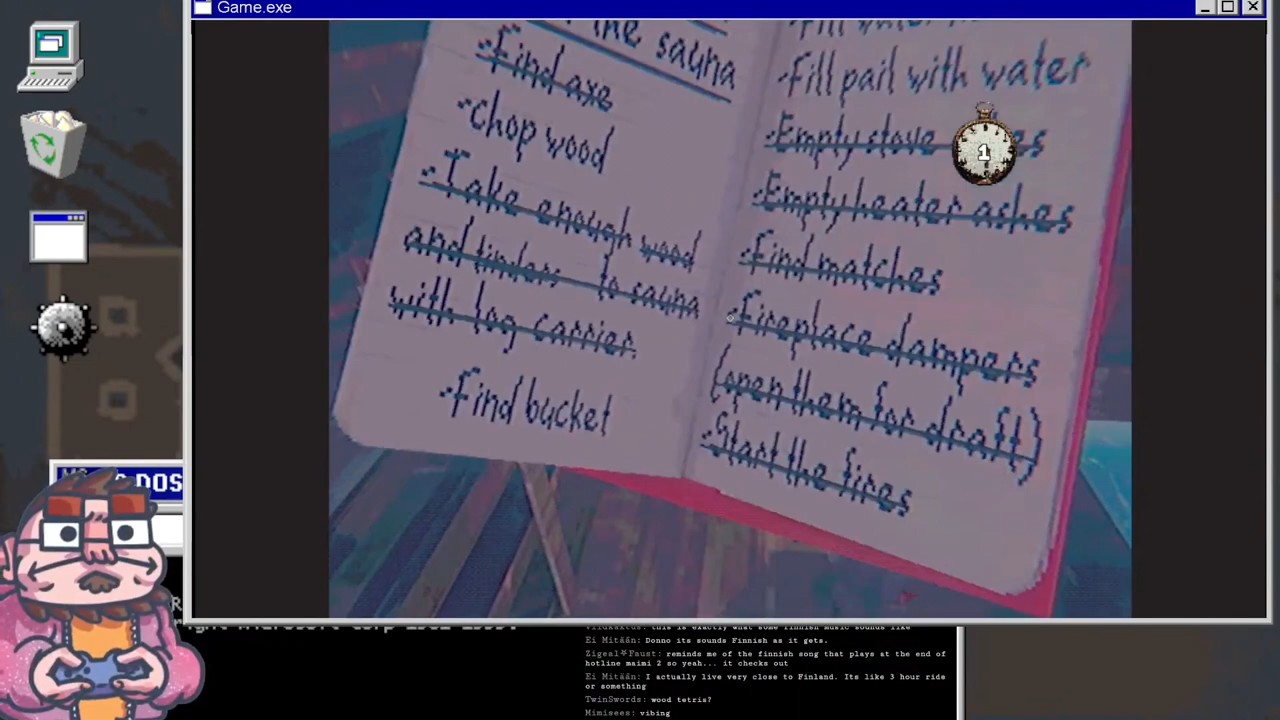 Game.exe
the sauna
-Find axe
-Chop wood
-Take enough wood
and tinders to sauna
with log carrier.
-Find bucket
-Fill pail with water
-Empty stove
-Empty heater ashes
-Find matches
-Fireplace dampers
(open them for draft)
-Start the fires
1
DOS
Ei Mitään: Donno its sounds Finnish as it gets.
Zigeal Faust: reminds me of the finnish song that plays at the end of
hotline maimi 2 so yeah... it checks out
Ei Mitään: I actually live very close to Finland. Its like 3 hour ride
or something
TwinSwords: wood tetris?
Mimisees: vibing